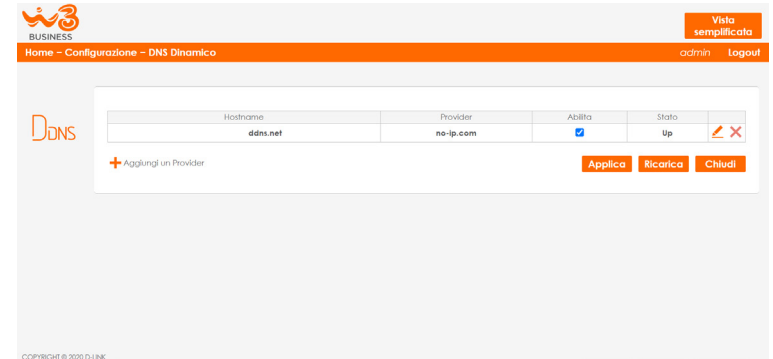 W3
BUSINESS
Vista
semplificata
Home – Configurazione – DNS Dinamico
admin Logout
DDNS
Hostname Provider Abilita Stato
ddns.net no-ip.com Up
Aggiungi un Provider
Applica Ricarica Chiudi
COPYRIGHT © 2020 D-LINK